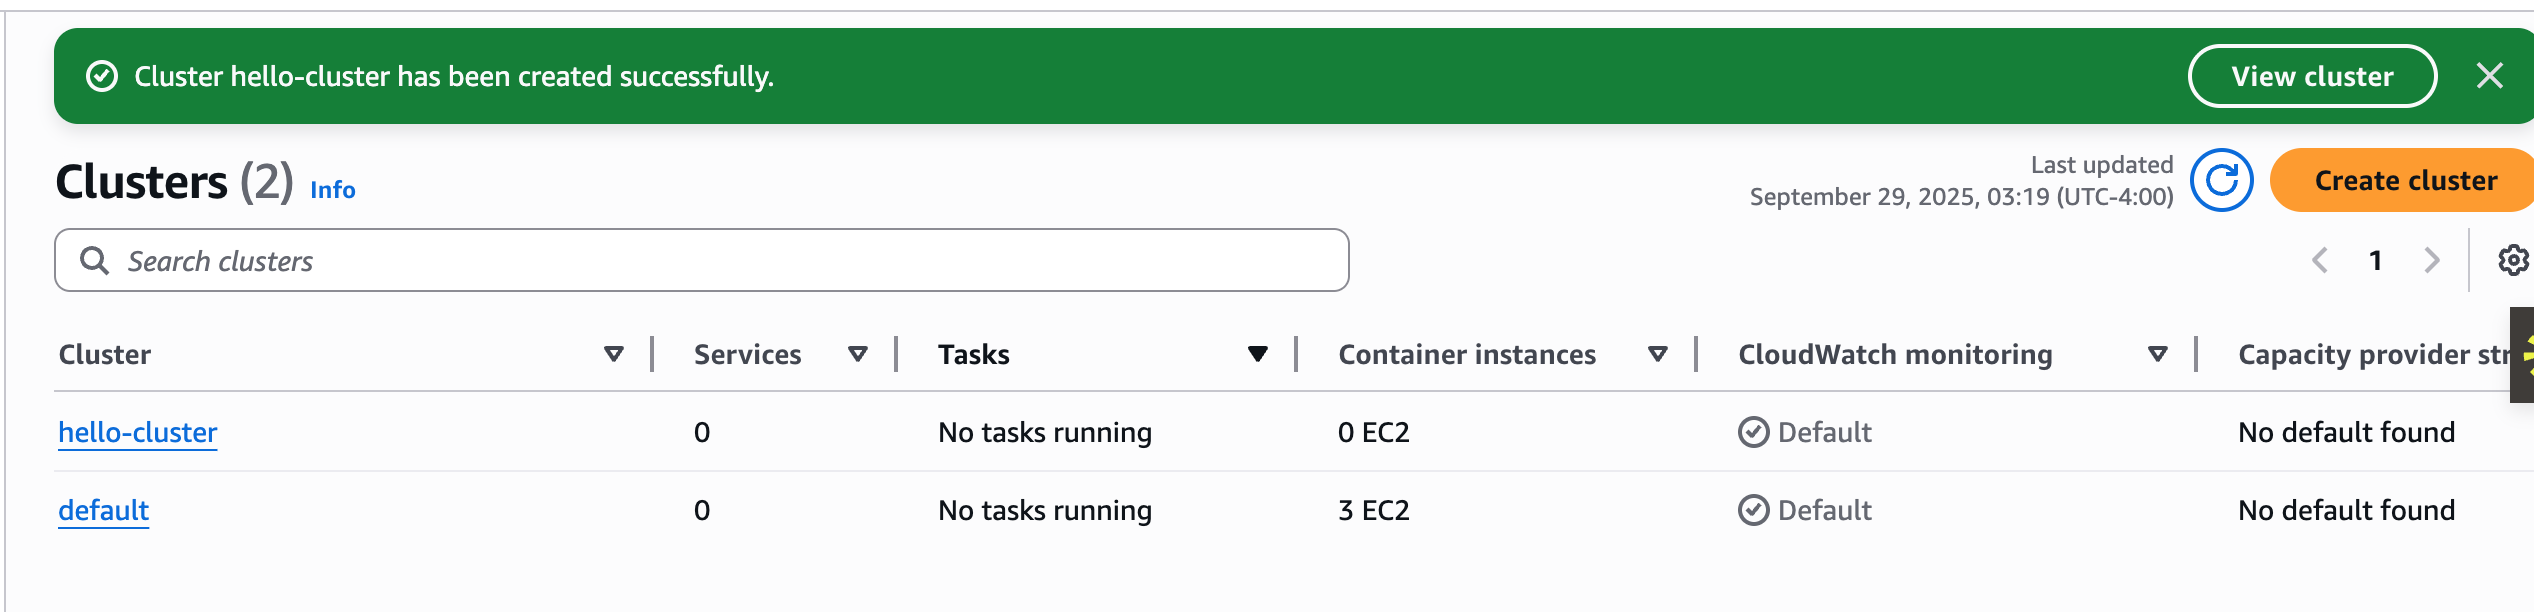 Cluster hello-cluster has been created successfully. View cluster
Clusters (2) Info
Last updated
September 29, 2025, 03:19 (UTC-4:00)
Create cluster
Search clusters
1
Cluster Services Tasks Container instances CloudWatch monitoring Capacity provider str
hello-cluster 0 No tasks running 0 EC2 Default No default found
default 0 No tasks running 3 EC2 Default No default found